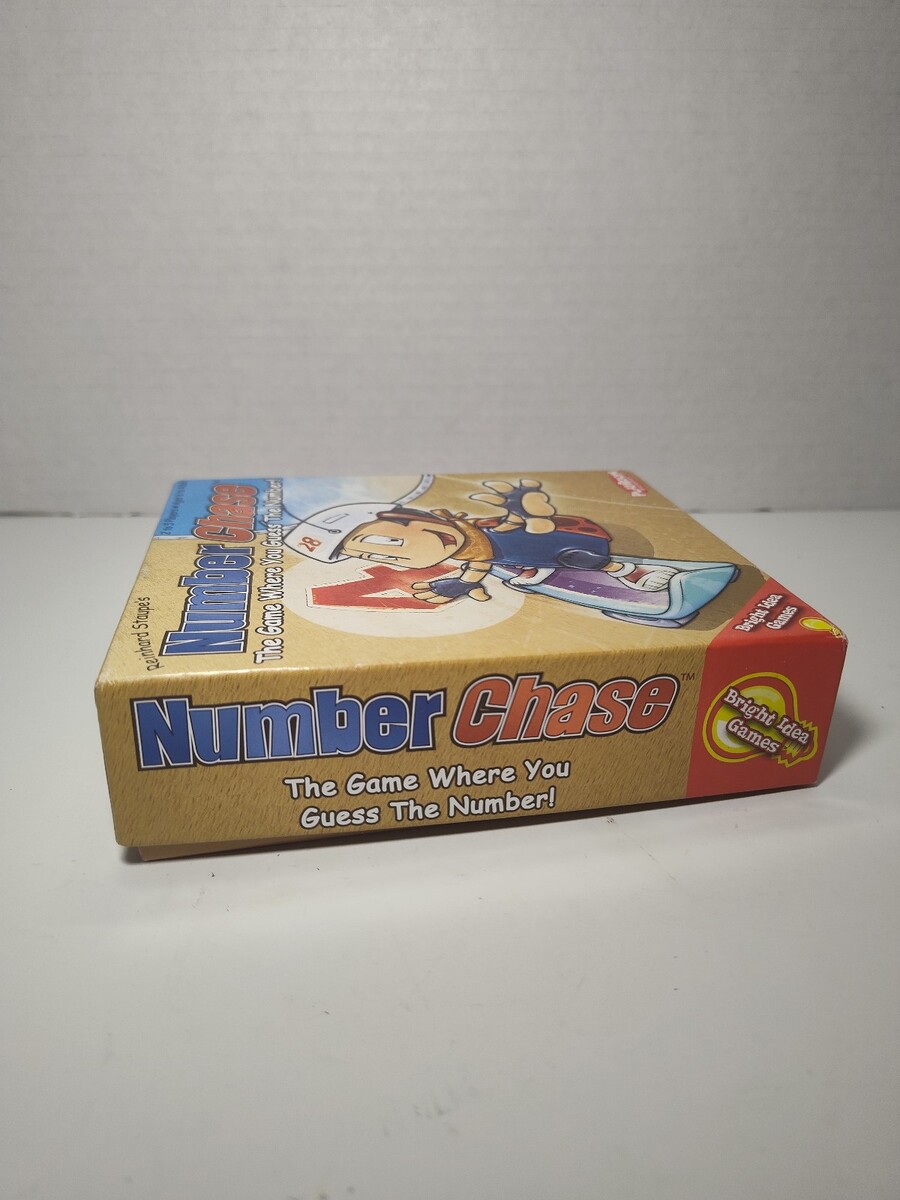 Reinhard Staupe's
Number Chase
The Game Where You Guess The Number!
28
Playroom
Bright Idea
Games
Number Chase™
The Game Where You
Guess The Number!
Bright Idea
Games